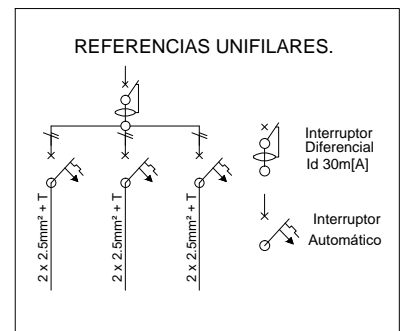 REFERENCIAS UNIFILARES.
Interruptor
Diferencial
Id 30m[A]
Interruptor
Automático
2 x 2.5mm² + T
2 x 2.5mm² + T
2 x 2.5mm² + T